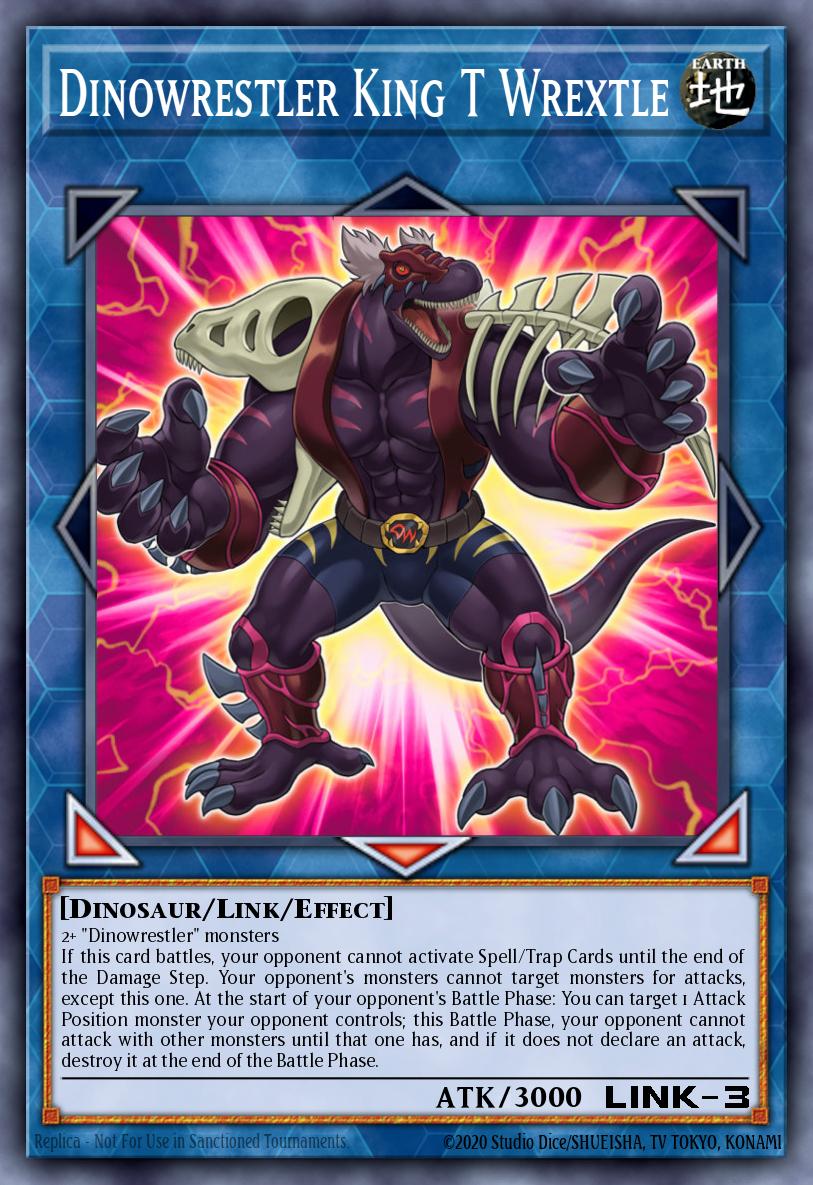 Dinowrestler King T Wrextle
EARTH
地
DW
[Dinosaur/Link/Effect]
2+ "Dinowrestler" monsters
If this card battles, your opponent cannot activate Spell/Trap Cards until the end of
the Damage Step. Your opponent's monsters cannot target monsters for attacks,
except this one. At the start of your opponent's Battle Phase: You can target 1 Attack
Position monster your opponent controls; this Battle Phase, your opponent cannot
attack with other monsters until that one has, and if it does not declare an attack,
destroy it at the end of the Battle Phase.
ATK/3000 LINK-3
Replica - Not For Use in Sanctioned Tournaments. ©2020 Studio Dice/SHUEISHA, TV TOKYO, KONAMI